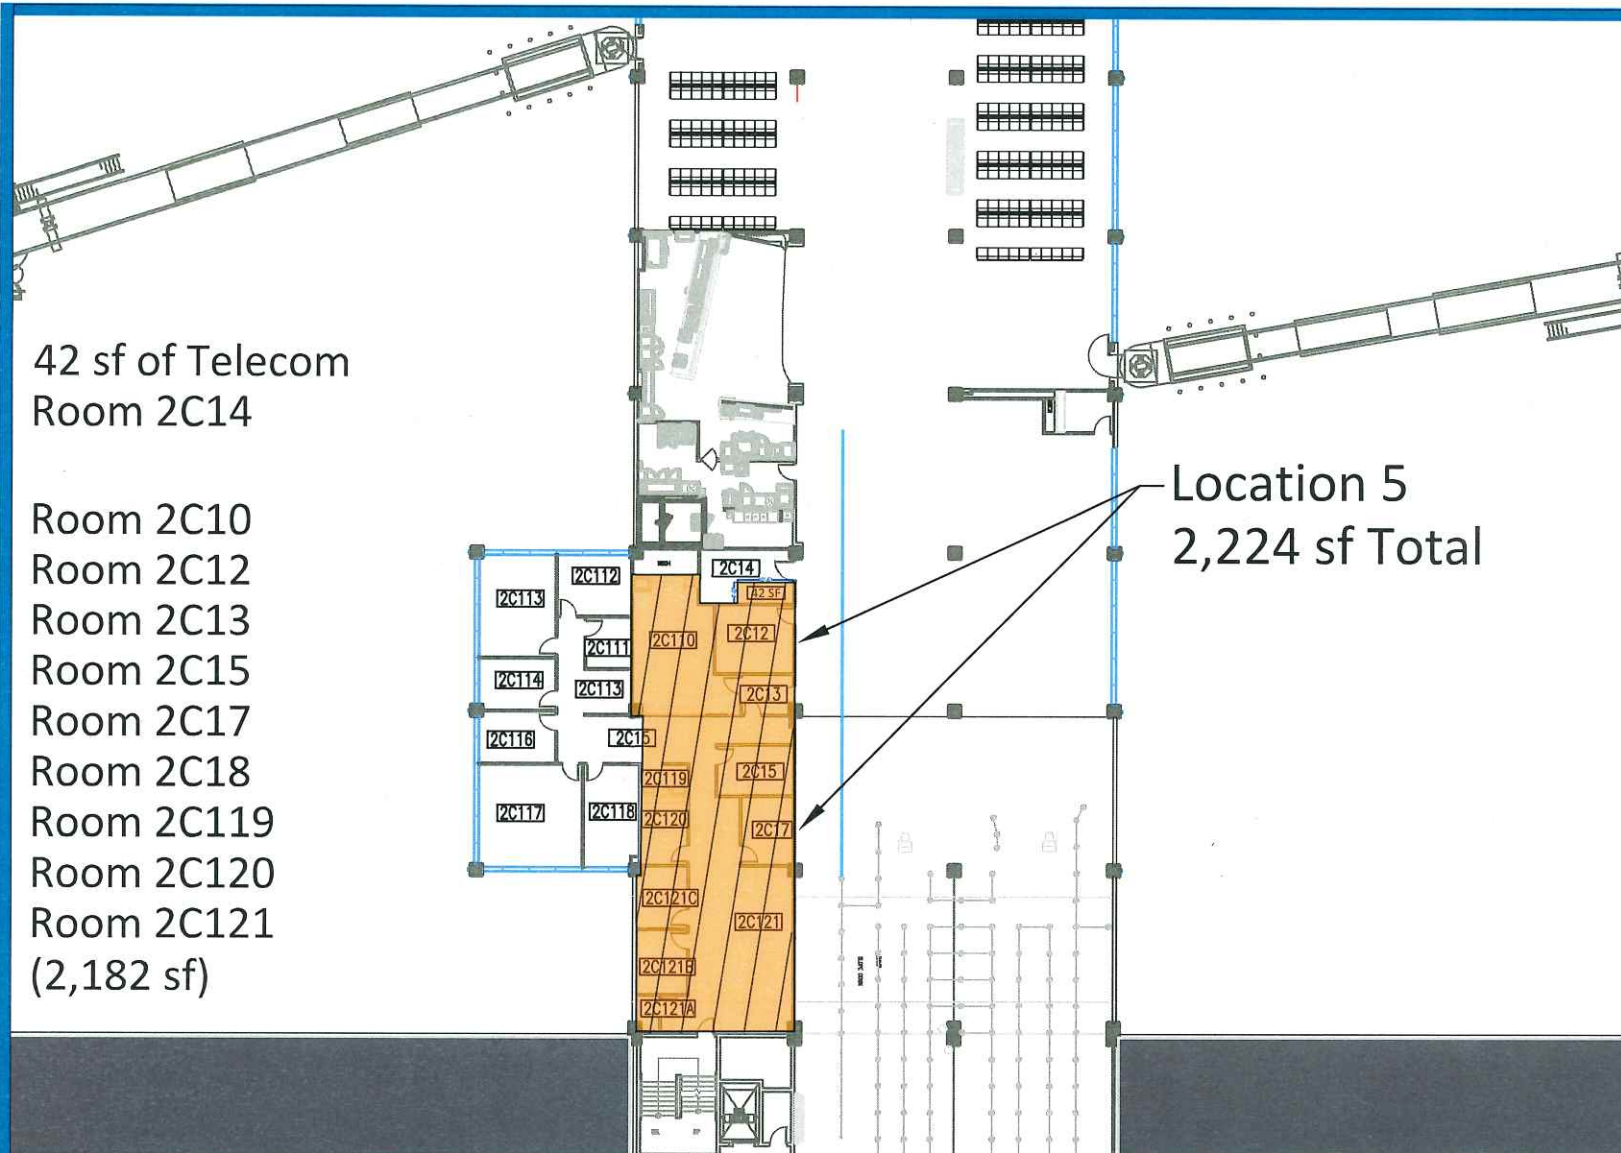 42 sf of Telecom
Room 2C14
Room 2C10
Room 2C12
Room 2C13
Room 2C15
Room 2C17
Room 2C18
Room 2C119
Room 2C120
Room 2C121
(2,182 sf)
Location 5
2,224 sf Total
2C14
42 SF
2C112
2C113
2C111
2C110
2C12
2C114
2C113
2C13
2C116
2C15
2C119
2C15
2C117
2C118
2C120
2C17
2C121C
2C121
2C121B
2C121A